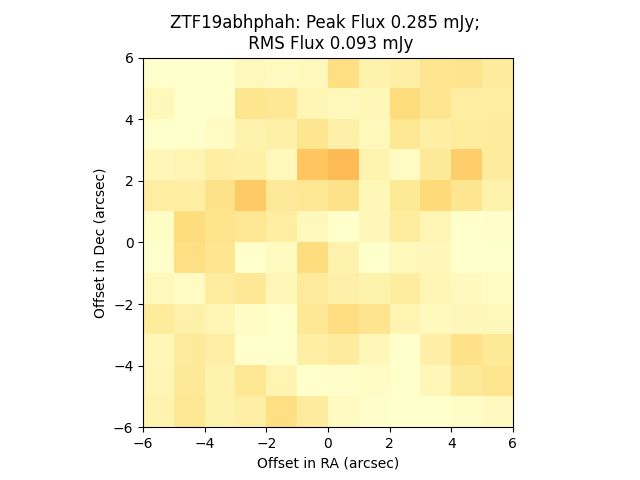 ZTF19abhphah: Peak Flux 0.285 mJy;
RMS Flux 0.093 mJy
6
4
2
0
−2
−4
−6
Offset in Dec (arcsec)
−6 −4 −2 0 2 4 6
Offset in RA (arcsec)